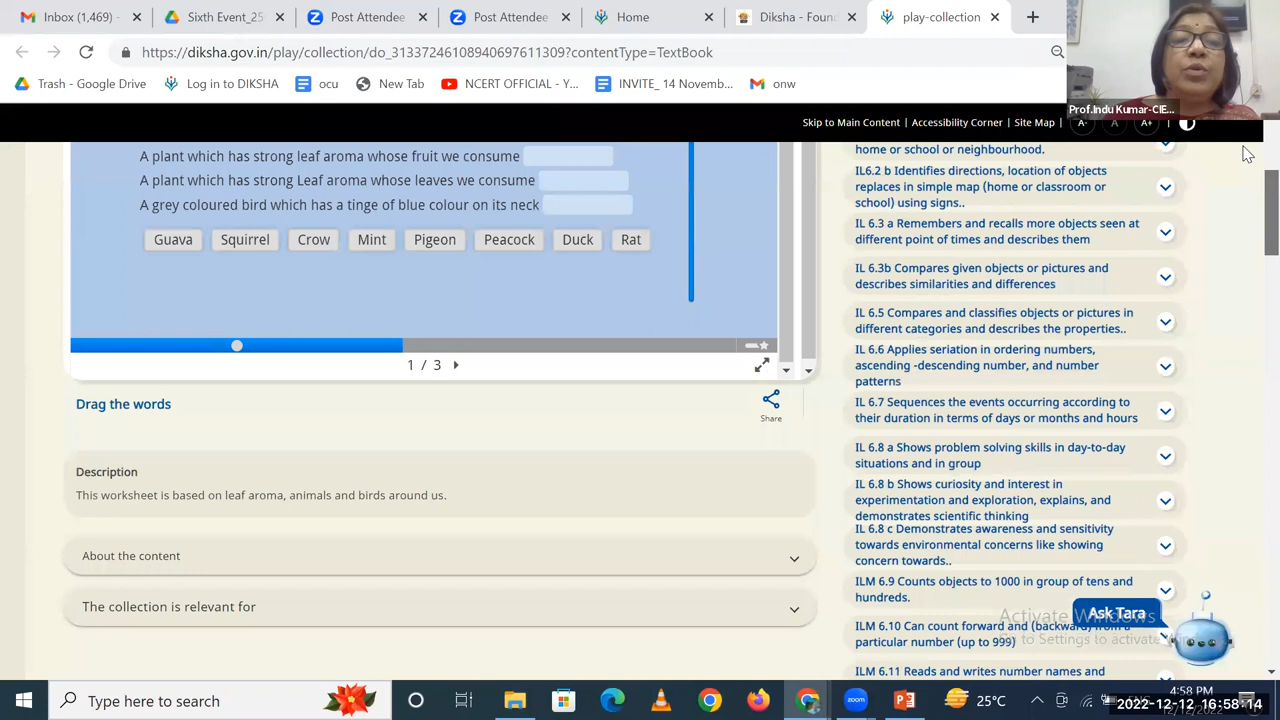 Inbox (1,469)
Sixth Event_25
Post Attendee
Post Attendee
Home
Diksha - Foun
play-collection
https://diksha.gov.in/play/collection/do_31337246108940697611309?contentType=TextBook
Trash - Google Drive
Log in to DIKSHA
ocu
New Tab
NCERT OFFICIAL - Y...
INVITE_ 14 Novemb...
onw
Prof.Indu Kumar-CIE...
Skip to Main Content | Accessibility Corner | Site Map | A- A A+ |
A plant which has strong leaf aroma whose fruit we consume
A plant which has strong Leaf aroma whose leaves we consume
A grey coloured bird which has a tinge of blue colour on its neck
Guava Squirrel Crow Mint Pigeon Peacock Duck Rat
1 / 3
Drag the words
Share
Description
This worksheet is based on leaf aroma, animals and birds around us.
About the content
The collection is relevant for
home or school or neighbourhood.
IL6.2 b Identifies directions, location of objects
replaces in simple map (home or classroom or
school) using signs..
IL 6.3 a Remembers and recalls more objects seen at
different point of times and describes them
IL 6.3b Compares given objects or pictures and
describes similarities and differences
IL 6.5 Compares and classifies objects or pictures in
different categories and describes the properties..
IL 6.6 Applies seriation in ordering numbers,
ascending -descending number, and number
patterns
IL 6.7 Sequences the events occurring according to
their duration in terms of days or months and hours
IL 6.8 a Shows problem solving skills in day-to-day
situations and in group
IL 6.8 b Shows curiosity and interest in
experimentation and exploration, explains, and
demonstrates scientific thinking
IL 6.8 c Demonstrates awareness and sensitivity
towards environmental concerns like showing
concern towards..
ILM 6.9 Counts objects to 1000 in group of tens and
hundreds.
Ask Tara
Activate Windows
Go to Settings to activate Windows.
ILM 6.10 Can count forward and (backward) from a
particular number (up to 999)
ILM 6.11 Reads and writes number names and
Type here to search
25°C
ENG
4:58 PM
2022-12-12 16:58:14